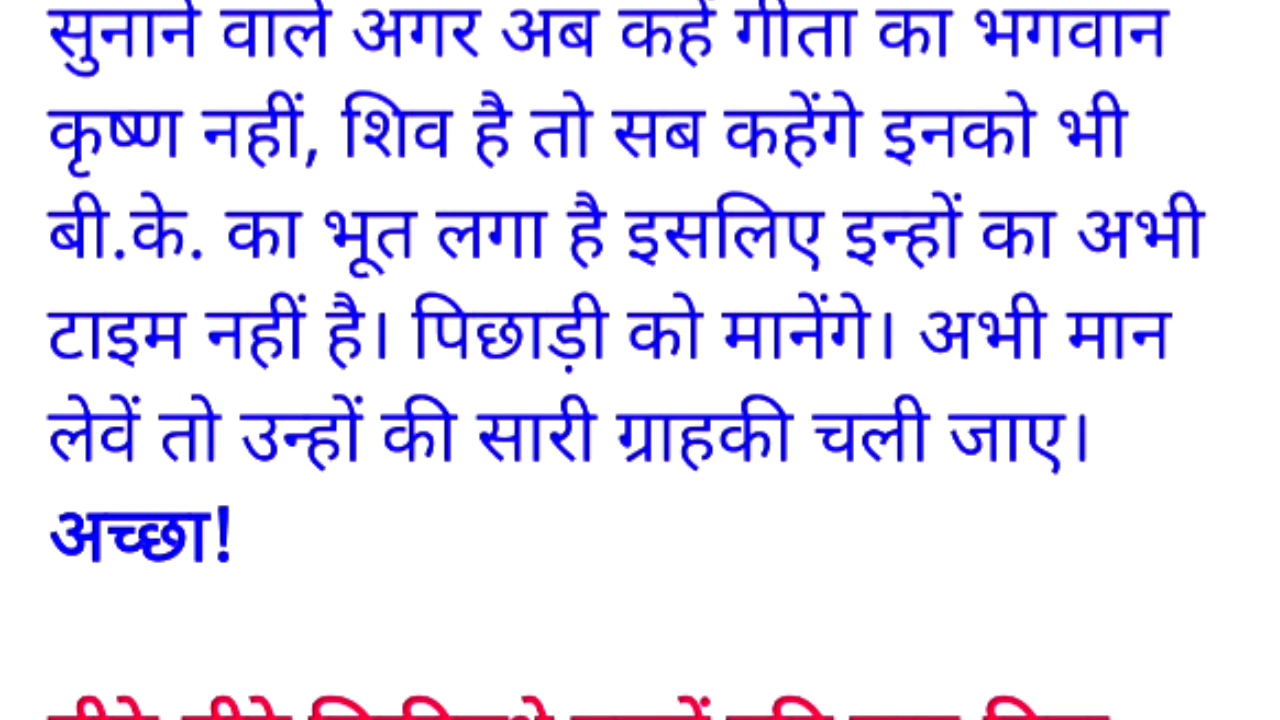 सुनाने वाले अगर अब कहें गीता का भगवान
कृष्ण नहीं, शिव है तो सब कहेंगे इनको भी
बी.के. का भूत लगा है इसलिए इन्हों का अभी
टाइम नहीं है। पिछाड़ी को मानेंगे। अभी मान
लेवें तो उन्हों की सारी ग्राहकी चली जाए।
अच्छा!